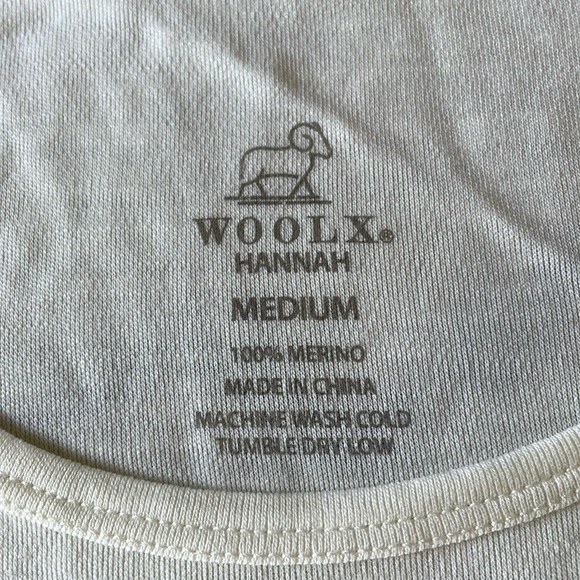 WOOLX®
HANNAH
MEDIUM
100% MERINO
MADE IN CHINA
MACHINE WASH COLD
TUMBLE DRY LOW